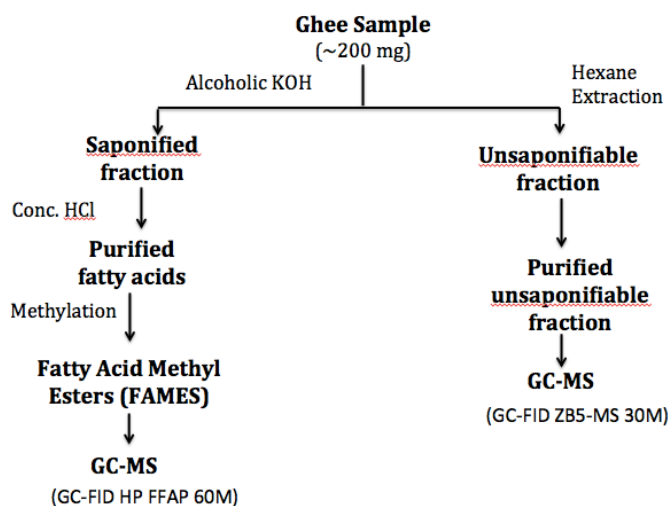 Ghee Sample
(~200 mg)
Alcoholic KOH
Hexane
Extraction
Saponified
fraction
Unsaponifiable
fraction
Conc. HCl
Purified
fatty acids
Purified
unsaponifiable
fraction
Methylation
Fatty Acid Methyl
Esters (FAMES)
GC-MS
(GC-FID ZB5-MS 30M)
GC-MS
(GC-FID HP FFAP 60M)